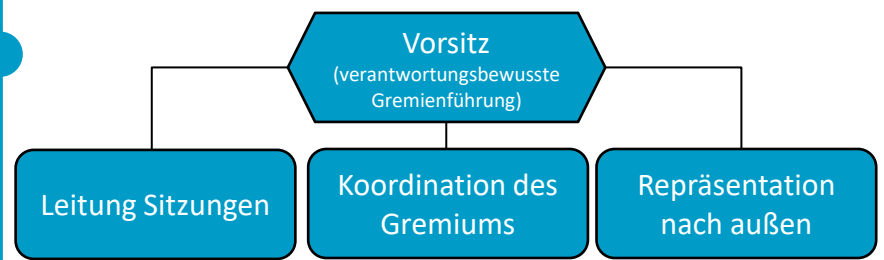 Vorsitz
(verantwortungsbewusste
Gremienführung)
Leitung Sitzungen
Koordination des
Gremiums
Repräsentation
nach außen